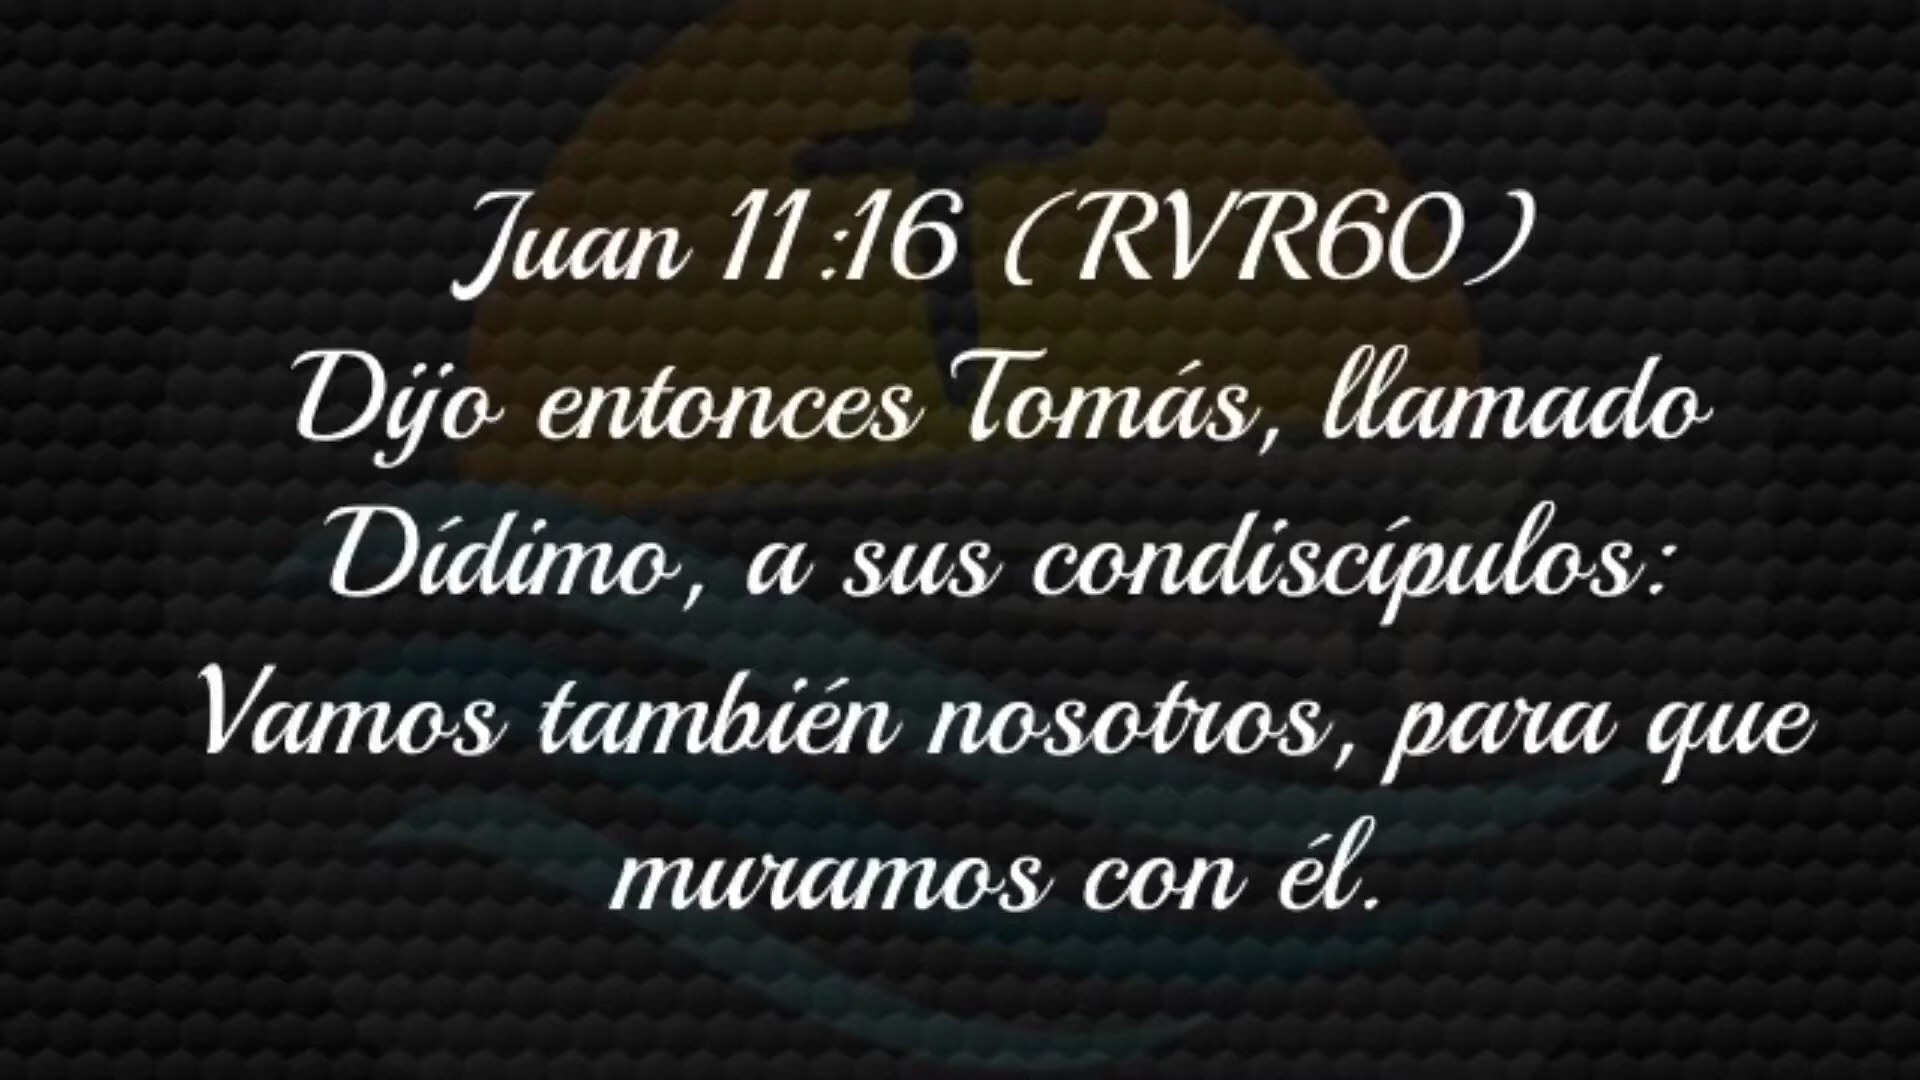 Juan 11:16 (RVR60)
Dijo entonces Tomás, llamado
Dídimo, a sus condiscípulos:
Vamos también nosotros, para que
muramos con él.